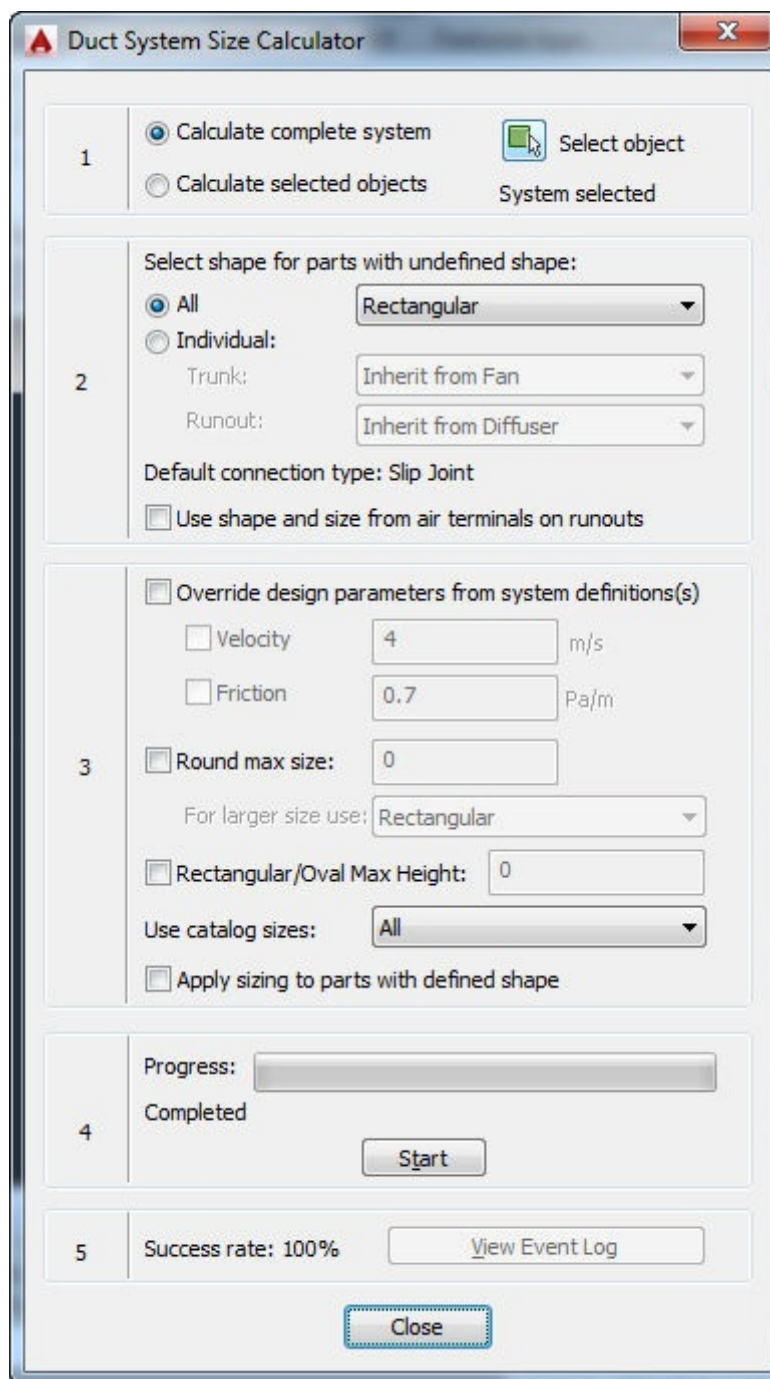 Duct System Size Calculator
1
Calculate complete system
Select object
Calculate selected objects
System selected
2
Select shape for parts with undefined shape:
All
Rectangular
Individual:
Trunk:
Inherit from Fan
Runout:
Inherit from Diffuser
Default connection type: Slip Joint
Use shape and size from air terminals on runouts
3
Override design parameters from system definitions(s)
Velocity
4
m/s
Friction
0.7
Pa/m
Round max size:
0
For larger size use:
Rectangular
Rectangular/Oval Max Height:
0
Use catalog sizes:
All
Apply sizing to parts with defined shape
4
Progress:
Completed
Start
5
Success rate: 100%
View Event Log
Close